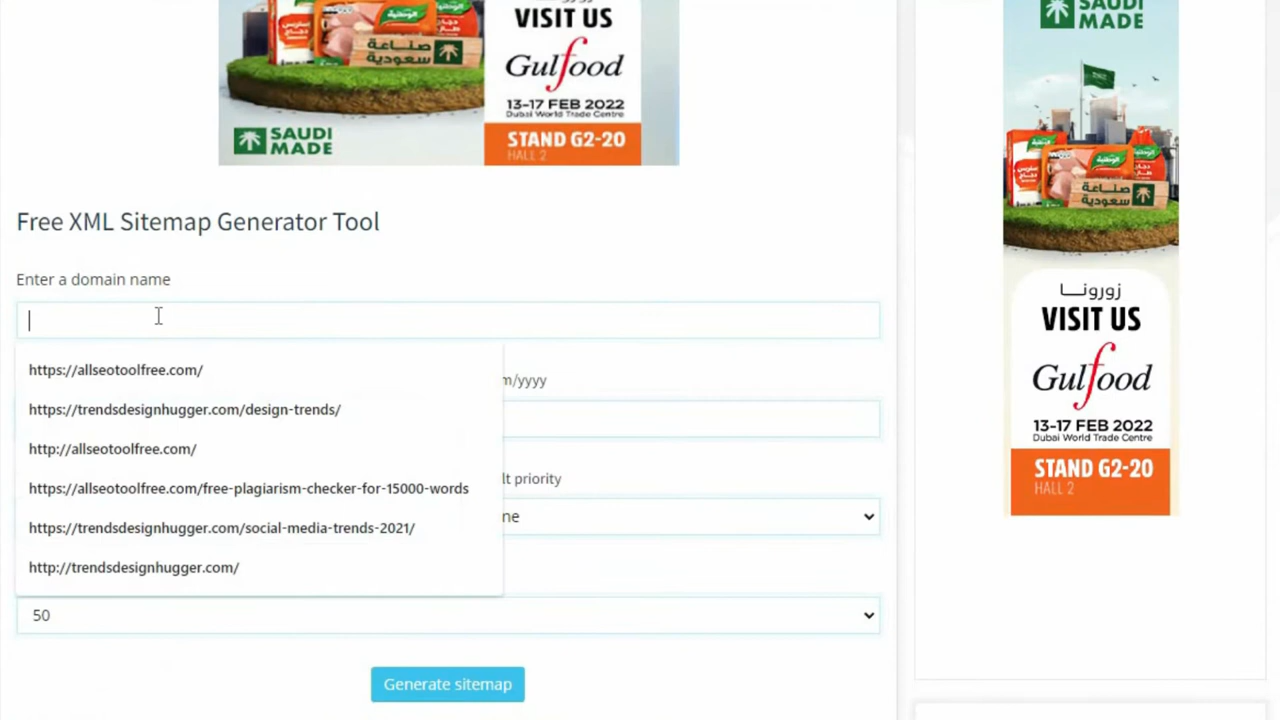 SAUDI
MADE
صناعة
سعودية
VISIT US
Gulfood
13-17 FEB 2022
Dubai World Trade Centre
STAND G2-20
HALL 2
SAUDI
MADE
صناعة
سعودية
زورونـا
VISIT US
Gulfood
13-17 FEB 2022
Dubai World Trade Centre
STAND G2-20
HALL 2
Free XML Sitemap Generator Tool
Enter a domain name
https://allseotoolfree.com/
m/yyyy
https://trendsdesignhugger.com/design-trends/
http://allseotoolfree.com/
lt priority
https://allseotoolfree.com/free-plagiarism-checker-for-15000-words
ne
https://trendsdesignhugger.com/social-media-trends-2021/
http://trendsdesignhugger.com/
50
Generate sitemap